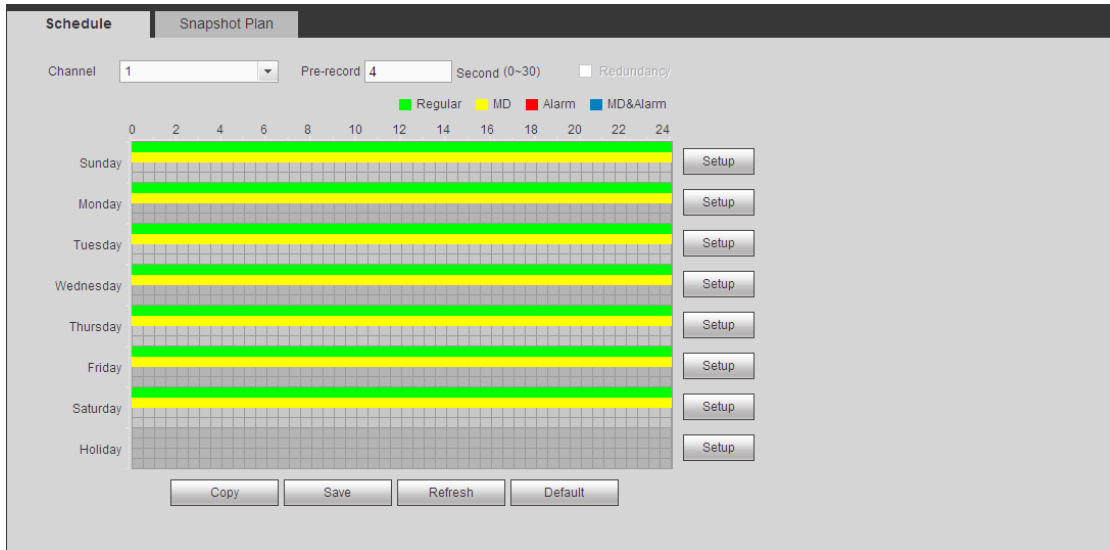 Schedule Snapshot Plan
Channel 1 Pre-record 4 Second (0~30) Redundancy
Regular MD Alarm MD&Alarm
0 2 4 6 8 10 12 14 16 18 20 22 24
Sunday Setup
Monday Setup
Tuesday Setup
Wednesday Setup
Thursday Setup
Friday Setup
Saturday Setup
Holiday Setup
Copy Save Refresh Default